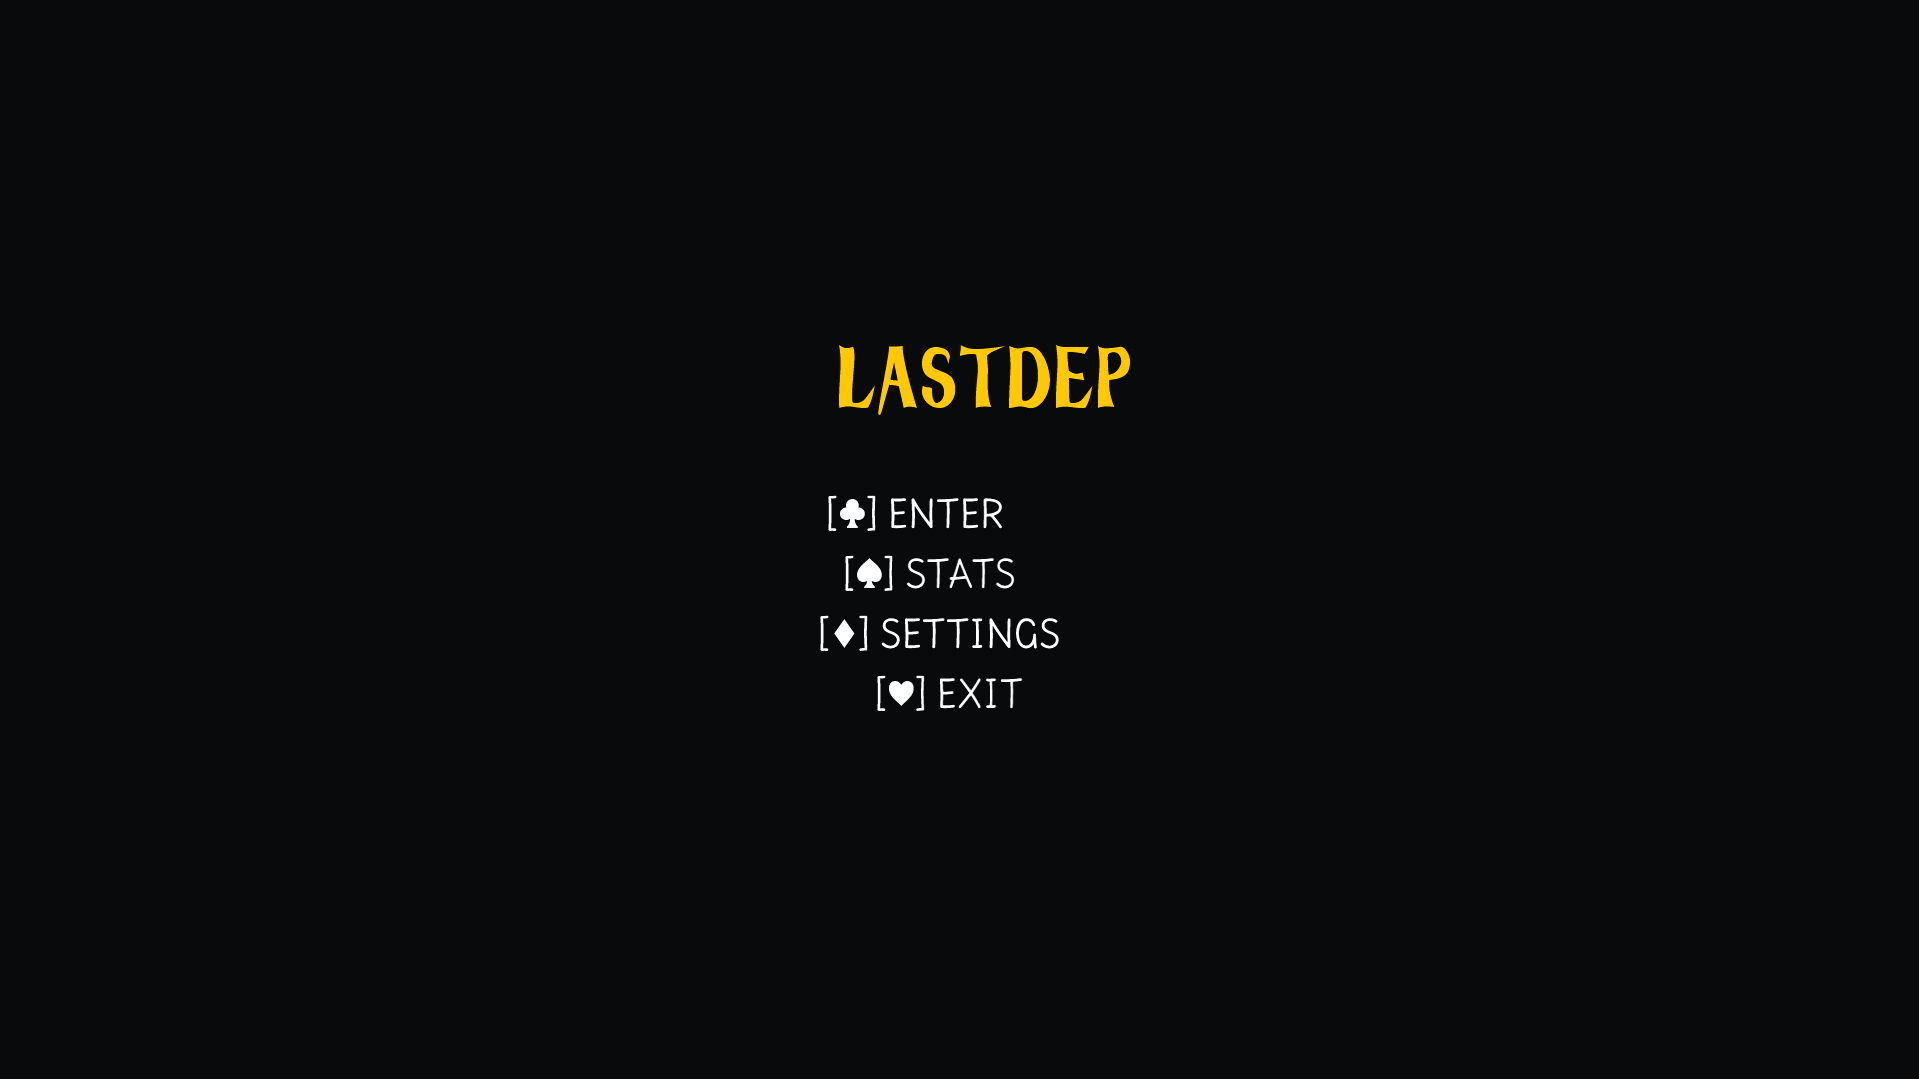 LASTDEP
[♣] ENTER
[♠] STATS
[♦] SETTINGS
[♥] EXIT